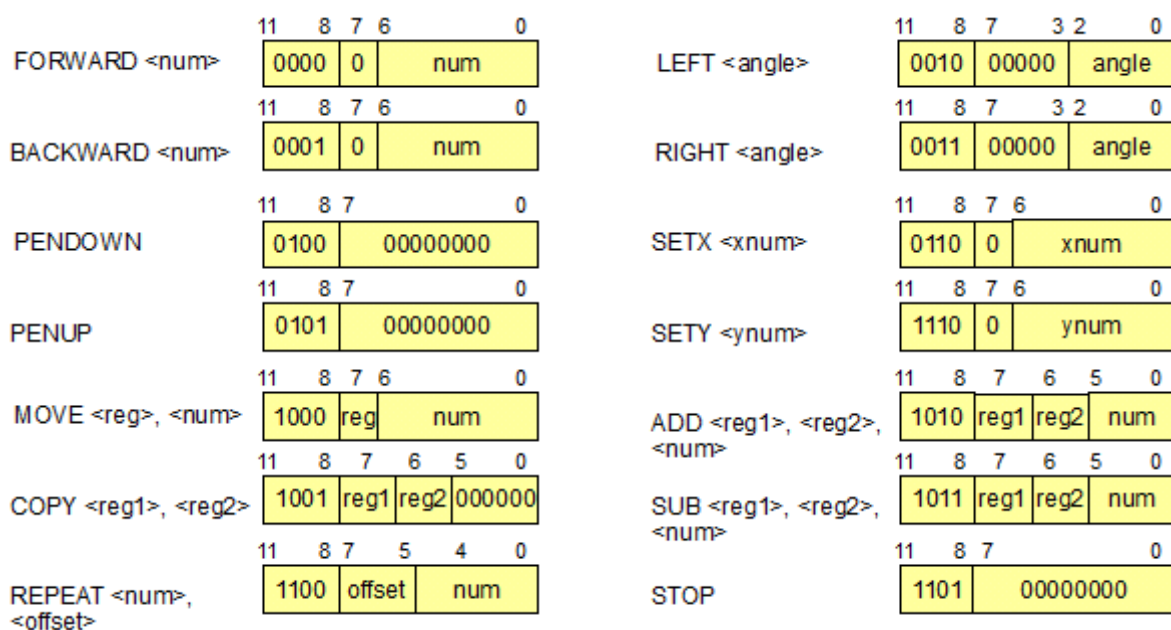 11 8 7 6 0
FORWARD <num> 0000 0 num
11 8 7 6 0
BACKWARD <num> 0001 0 num
11 8 7 0
PENDOWN 0100 00000000
11 8 7 0
PENUP 0101 00000000
11 8 7 6 0
MOVE <reg>, <num> 1000 reg num
11 8 7 6 5 0
COPY <reg1>, <reg2> 1001 reg1 reg2 000000
11 8 7 5 4 0
REPEAT <num>, 1100 offset num
<offset>
11 8 7 3 2 0
LEFT <angle> 0010 00000 angle
11 8 7 3 2 0
RIGHT <angle> 0011 00000 angle
11 8 7 6 0
SETX <xnum> 0110 0 xnum
11 8 7 6 0
SETY <ynum> 1110 0 ynum
11 8 7 6 5 0
ADD <reg1>, <reg2>, 1010 reg1 reg2 num
<num>
11 8 7 6 5 0
SUB <reg1>, <reg2>, 1011 reg1 reg2 num
<num>
11 8 7 0
STOP 1101 00000000